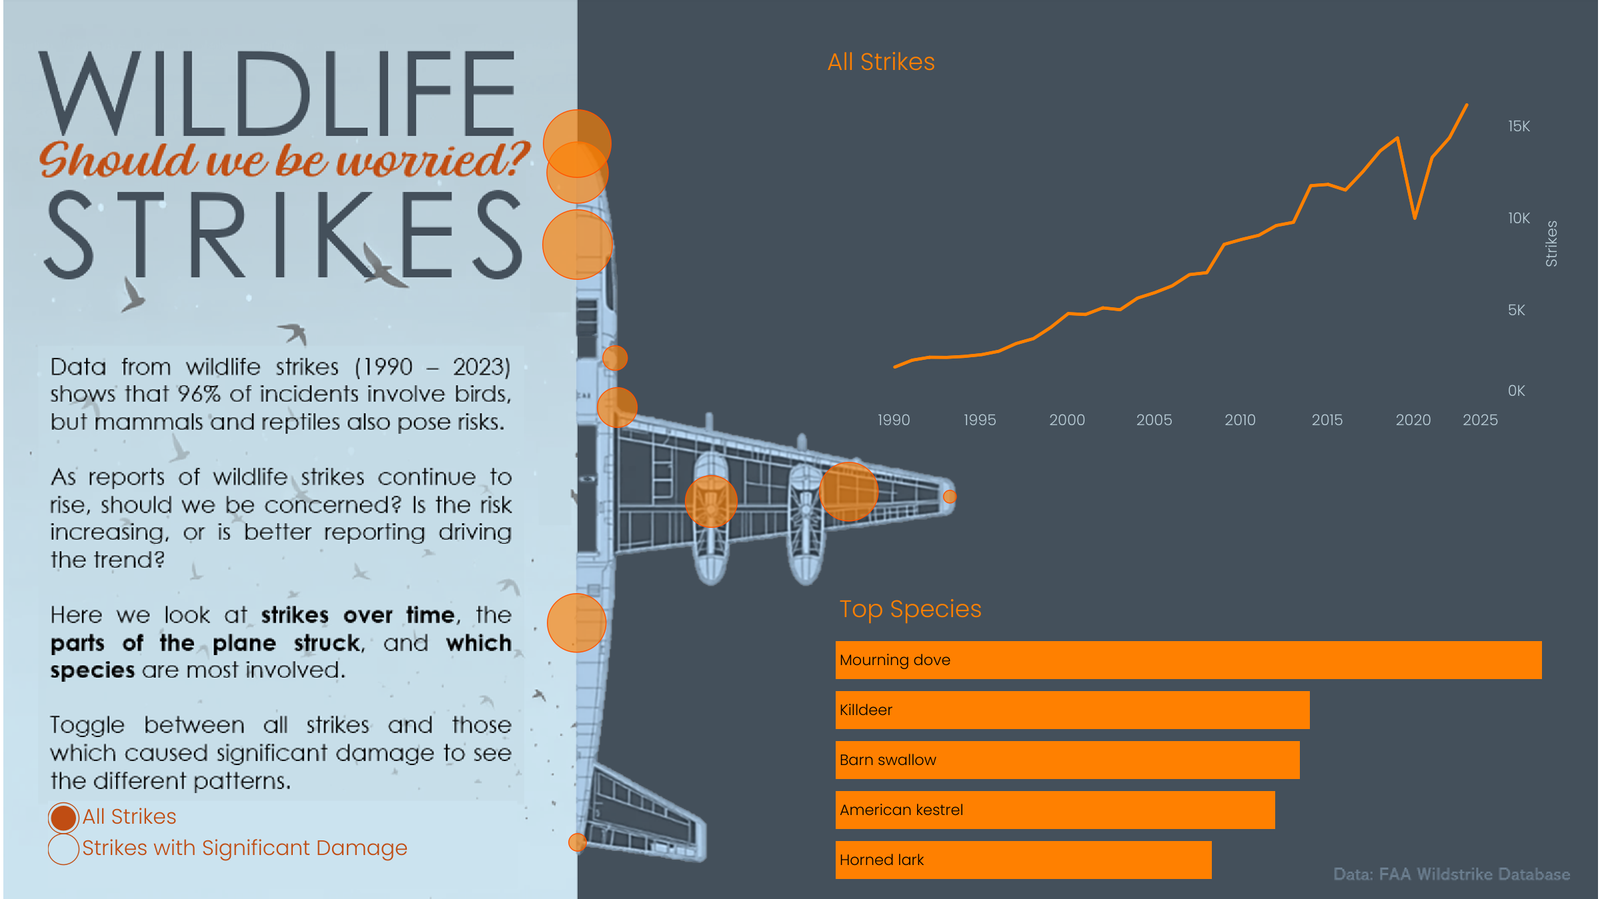 WILDLIFE
Should we be worried?
STRIKES
Data from wildlife strikes (1990 – 2023)
shows that 96% of incidents involve birds,
but mammals and reptiles also pose risks.
As reports of wildlife strikes continue to
rise, should we be concerned? Is the risk
increasing, or is better reporting driving
the trend?
Here we look at strikes over time, the
parts of the plane struck, and which
species are most involved.
Toggle between all strikes and those
which caused significant damage to see
the different patterns.
All Strikes
Strikes with Significant Damage
All Strikes
15K
10K
5K
0K
Strikes
1990 1995 2000 2005 2010 2015 2020 2025
Top Species
Mourning dove
Killdeer
Barn swallow
American kestrel
Horned lark
Data: FAA Wildstrike Database